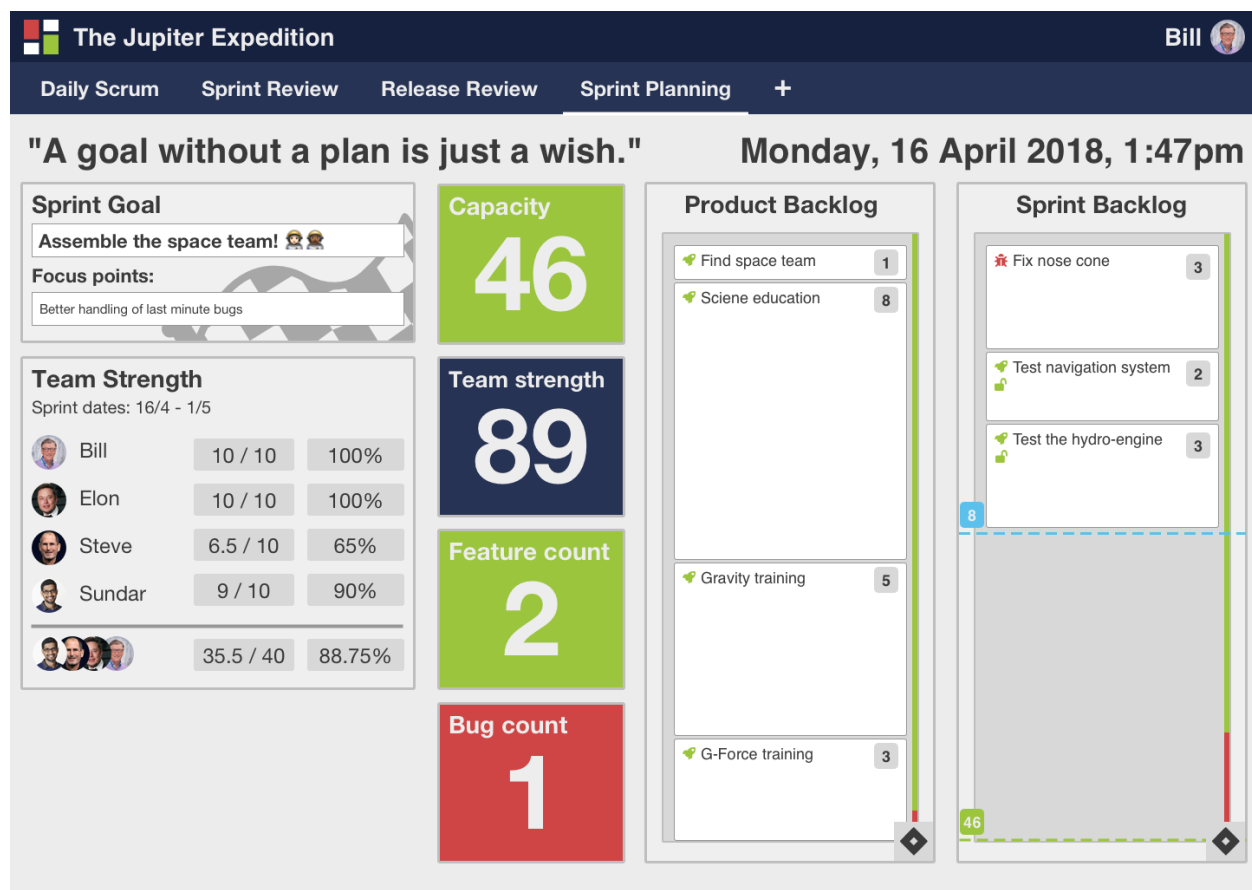 The Jupiter Expedition
Bill
Daily Scrum Sprint Review Release Review Sprint Planning +
"A goal without a plan is just a wish."
Monday, 16 April 2018, 1:47pm
Sprint Goal
Assemble the space team!
Focus points:
Better handling of last minute bugs
Team Strength
Sprint dates: 16/4 - 1/5
Bill 10 / 10 100%
Elon 10 / 10 100%
Steve 6.5 / 10 65%
Sundar 9 / 10 90%
35.5 / 40 88.75%
Capacity
46
Team strength
89
Feature count
2
Bug count
1
Product Backlog
Find space team 1
Sciene education 8
Gravity training 5
G-Force training 3
Sprint Backlog
Fix nose cone 3
Test navigation system 2
Test the hydro-engine 3
8
46